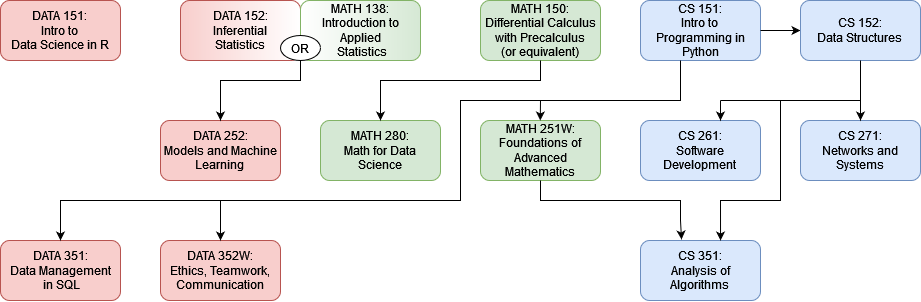 DATA 151:
Intro to
Data Science in R
DATA 152:
Inferential
Statistics
OR
MATH 138:
Introduction to
Applied
Statistics
MATH 150:
Differential Calculus
with Precalculus
(or equivalent)
CS 151:
Intro to
Programming in
Python
CS 152:
Data Structures
DATA 252:
Models and Machine
Learning
MATH 280:
Math for Data
Science
MATH 251W:
Foundations of
Advanced
Mathematics
CS 261:
Software
Development
CS 271:
Networks and
Systems
DATA 351:
Data Management
in SQL
DATA 352W:
Ethics, Teamwork,
Communication
CS 351:
Analysis of
Algorithms